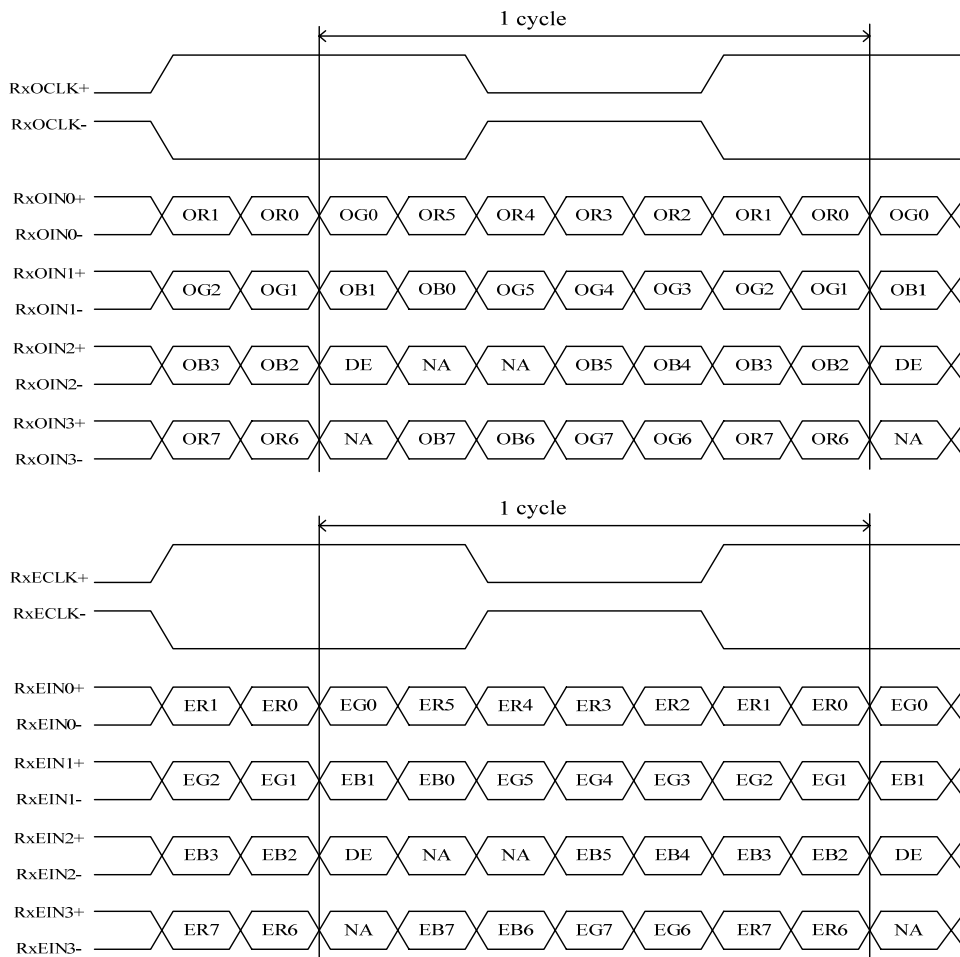 1 cycle
RxOCLK+
RxOCLK-
RxOIN0+
OR1 OR0 OG0 OR5 OR4 OR3 OR2 OR1 OR0 OG0
RxOIN0-
RxOIN1+
OG2 OG1 OB1 OB0 OG5 OG4 OG3 OG2 OG1 OB1
RxOIN1-
RxOIN2+
OB3 OB2 DE NA NA OB5 OB4 OB3 OB2 DE
RxOIN2-
RxOIN3+
OR7 OR6 NA OB7 OB6 OG7 OG6 OR7 OR6 NA
RxOIN3-
1 cycle
RxECLK+
RxECLK-
RxEIN0+
ER1 ER0 EG0 ER5 ER4 ER3 ER2 ER1 ER0 EG0
RxEIN0-
RxEIN1+
EG2 EG1 EB1 EB0 EG5 EG4 EG3 EG2 EG1 EB1
RxEIN1-
RxEIN2+
EB3 EB2 DE NA NA EB5 EB4 EB3 EB2 DE
RxEIN2-
RxEIN3+
ER7 ER6 NA EB7 EB6 EG7 EG6 ER7 ER6 NA
RxEIN3-